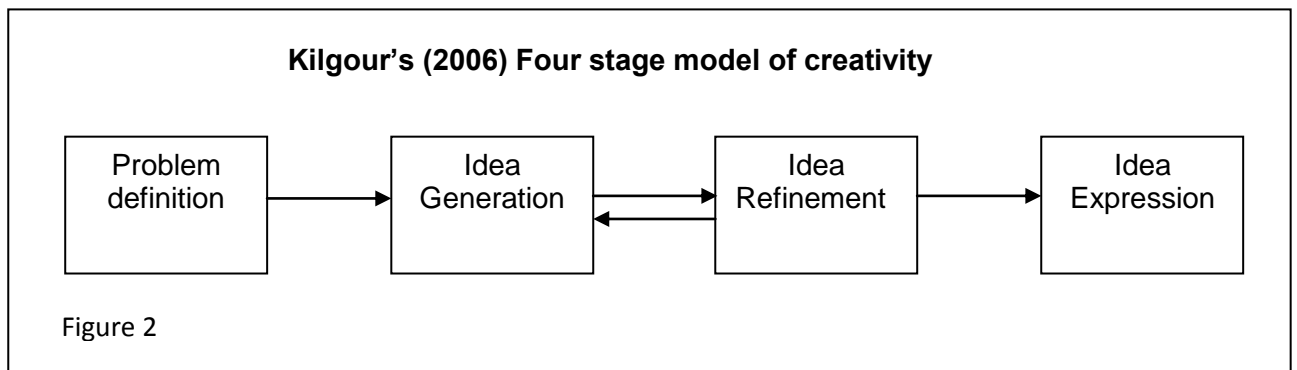 Kilgour’s (2006) Four stage model of creativity
Problem
definition
Idea
Generation
Idea
Refinement
Idea
Expression
Figure 2